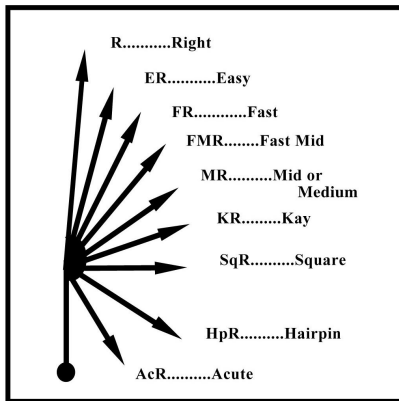 R...........Right
ER...........Easy
FR............Fast
FMR........Fast Mid
MR..........Mid or
Medium
KR.........Kay
SqR..........Square
HpR..........Hairpin
AcR..........Acute